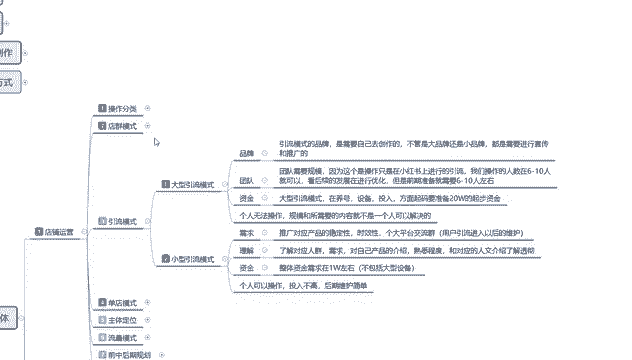 制作
方式
体
1 店铺运营
1 操作分类
2 店群模式
3 引流模式
4 单店模式
5 主体定位
6 流量模式
7 前中后期规划
1 大型引流模式
品牌
引流模式的品牌，是需要自己去创作的，不管是大品牌还是小品牌，都是需要进行宣传
和推广的
团队
团队需要规模，因为这个是操作只是在小红书上进行的引流，我们操作的人数在6-10人
就可以，看后续的发展在进行优化，但是前期准备就需要6-10人左右
资金
大型引流模式，在养号，设备，投入，方面起码要准备20W的起步资金
个人无法操作，规模和所需要的内容就不是一个人可以解决的
2 小型引流模式
需求
推广对应产品的稳定性，时效性，个大平台交流群（用户引流进入以后的维护）
理解
了解对应人群，需求，对自己产品的介绍，熟悉程度，和对应的人文介绍了解透彻
资金
整体资金需求在1W左右（不包括大型设备）
个人可以操作，投入不高，后期维护简单